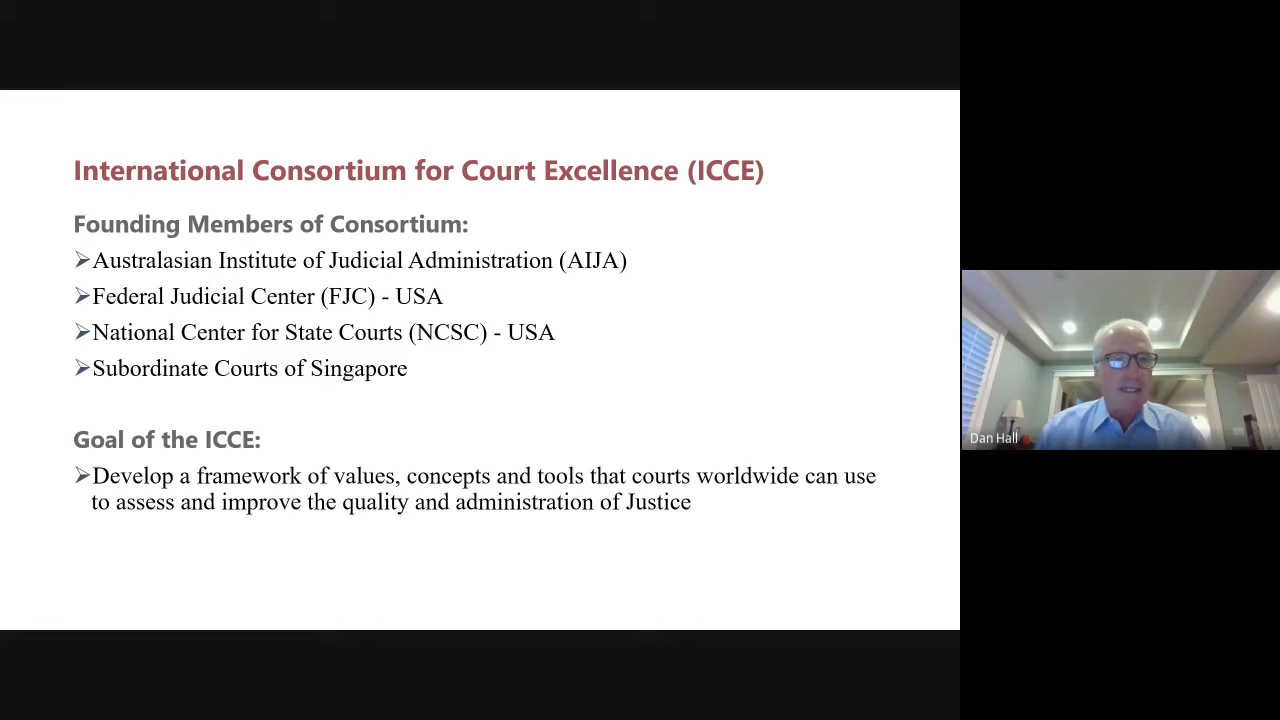 International Consortium for Court Excellence (ICCE)
Founding Members of Consortium:
➢Australasian Institute of Judicial Administration (AIJA)
➢Federal Judicial Center (FJC) - USA
➢National Center for State Courts (NCSC) - USA
➢Subordinate Courts of Singapore
Goal of the ICCE:
➢Develop a framework of values, concepts and tools that courts worldwide can use
to assess and improve the quality and administration of Justice
Dan Hall